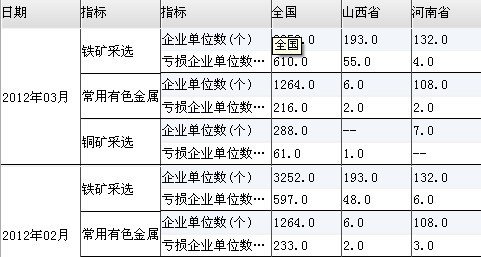 日期 指标 指标 全国 山西省 河南省
2012年03月 铁矿采选 企业单位数(个) 193.0 132.0
全国
亏损企业单位数… 610.0 55.0 4.0
常用有色金属 企业单位数(个) 1264.0 6.0 108.0
亏损企业单位数… 216.0 2.0 2.0
铜矿采选 企业单位数(个) 288.0 -- 7.0
亏损企业单位数… 61.0 1.0 --
2012年02月 铁矿采选 企业单位数(个) 3252.0 193.0 132.0
亏损企业单位数… 597.0 48.0 6.0
常用有色金属 企业单位数(个) 1264.0 6.0 108.0
亏损企业单位数… 233.0 2.0 3.0